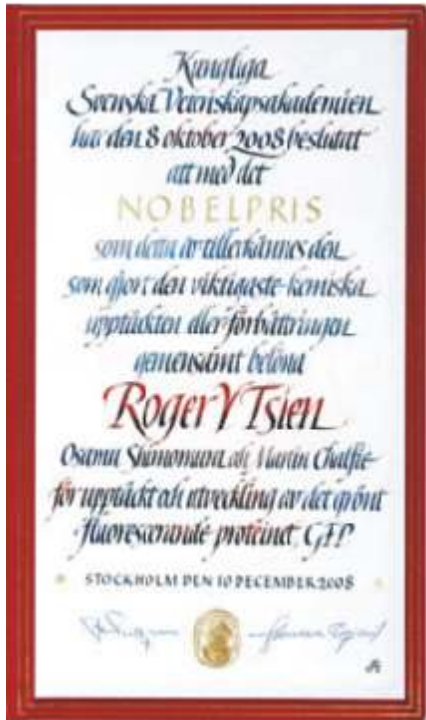 Kungliga
Svenska Vetenskapsakademien
har den 8 oktober 2008 beslutat
att med det
NOBELPRIS
som detta år tillerkännes den
som gjort den viktigaste kemiska
upptäckten eller förbättringen
gemensamt belöna
Roger Y Tsien
Osamu Shimomura och Martin Chalfie
för upptäckt och utveckling av det grönt
fluorescerande proteinet, GFP
STOCKHOLM DEN 10 DECEMBER 2008